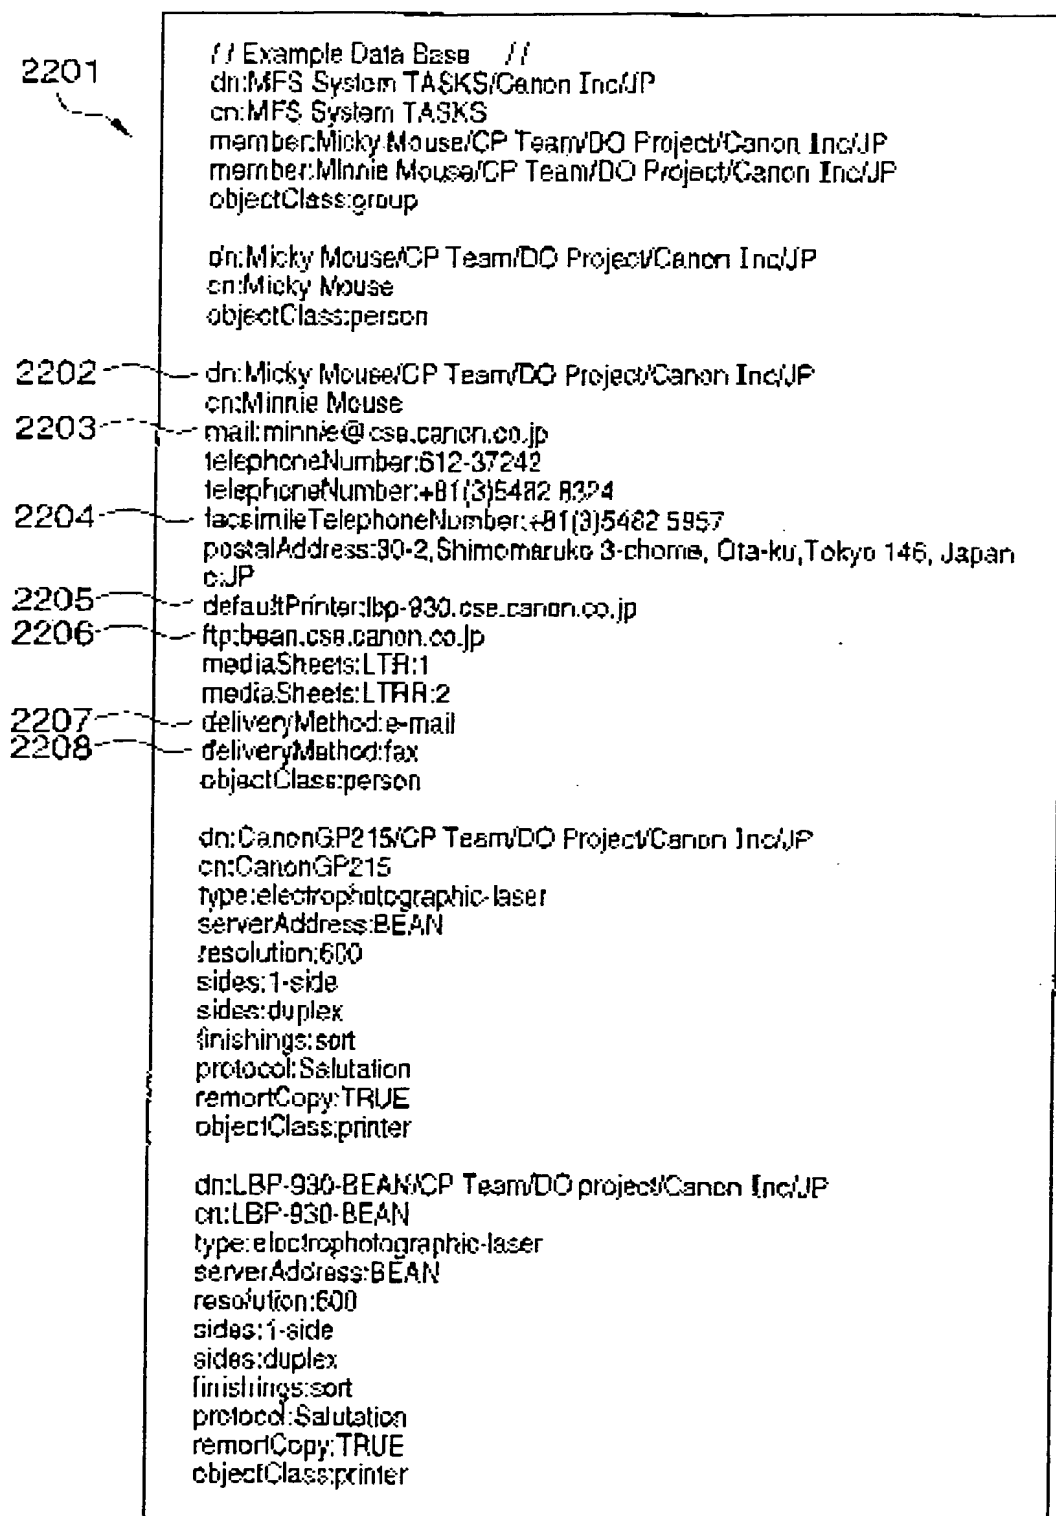 // Example Data Base //
2201
dn:MFS System TASKS/Canon Inc/JP
cn:MFS System TASKS
member:Micky Mouse/CP Team/DO Project/Canon Inc/JP
member:Minnie Mouse/CP Team/DO Project/Canon Inc/JP
objectClass:group
dn:Micky Mouse/CP Team/DO Project/Canon Inc/JP
cn:Micky Mouse
objectClass:person
2202 dn:Micky Mouse/CP Team/DO Project/Canon Inc/JP
cn:Minnie Mouse
2203 mail:minnie@cse.canon.co.jp
telephoneNumber:612-37242
telephoneNumber:+81(3)5482 8324
2204 facsimileTelephoneNumber:+81(3)5482 5957
postalAddress:30-2,Shimomaruko 3-chome, Ota-ku,Tokyo 146, Japan
c:JP
2205 defaultPrinter:lbp-930.cse.canon.co.jp
2206 ftp:bean.cse.canon.co.jp
mediaSheets:LTR:1
mediaSheets:LTRR:2
2207 deliveryMethod:e-mail
2208 deliveryMethod:fax
objectClass:person
dn:CanonGP215/CP Team/DO Project/Canon Inc/JP
cn:CanonGP215
type:electrophotographic-laser
serverAddress:BEAN
resolution:600
sides:1-side
sides:duplex
finishings:sort
protocol:Salutation
remortCopy:TRUE
objectClass:printer
dn:LBP-930-BEAN/CP Team/DO project/Canon Inc/JP
cn:LBP-930-BEAN
type:electrophotographic-laser
serverAddress:BEAN
resolution:600
sides:1-side
sides:duplex
finishings:sort
protocol:Salutation
remortCopy:TRUE
objectClass:printer